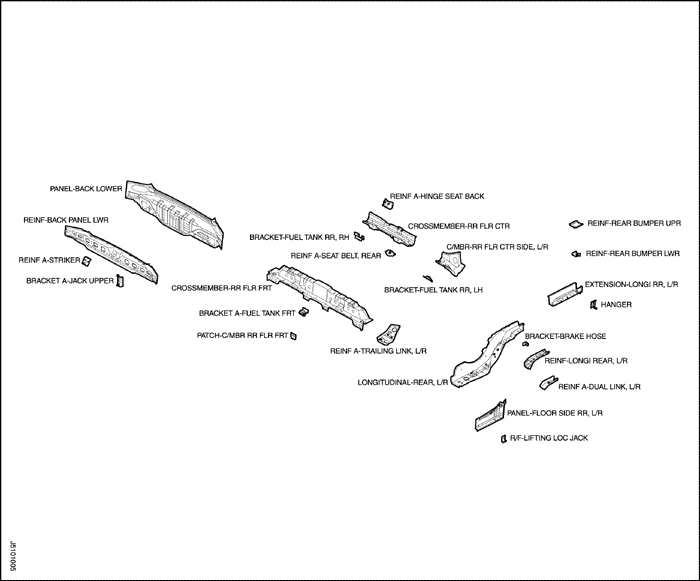 PANEL-BACK LOWER
REINF A-HINGE SEAT BACK
REINF-BACK PANEL LWR
CROSSMEMBER-RR FLR CTR
REINF-REAR BUMPER UPR
BRACKET-FUEL TANK RR, RH
C/MBR-RR FLR CTR SIDE, L/R
REINF A-SEAT BELT, REAR
REINF-REAR BUMPER LWR
REINF A-STRIKER
BRACKET A-JACK UPPER
CROSSMEMBER-RR FLR FRT
BRACKET-FUEL TANK RR, LH
EXTENSION-LONGI RR, L/R
HANGER
BRACKET A-FUEL TANK FRT
PATCH-C/MBR RR FLR FRT
BRACKET-BRAKE HOSE
REINF A-TRAILING LINK, L/R
REINF-LONGI REAR, L/R
LONGITUDINAL-REAR, L/R
REINF A-DUAL LINK, L/R
PANEL-FLOOR SIDE RR, L/R
R/F-LIFTING LOC JACK
J5101005